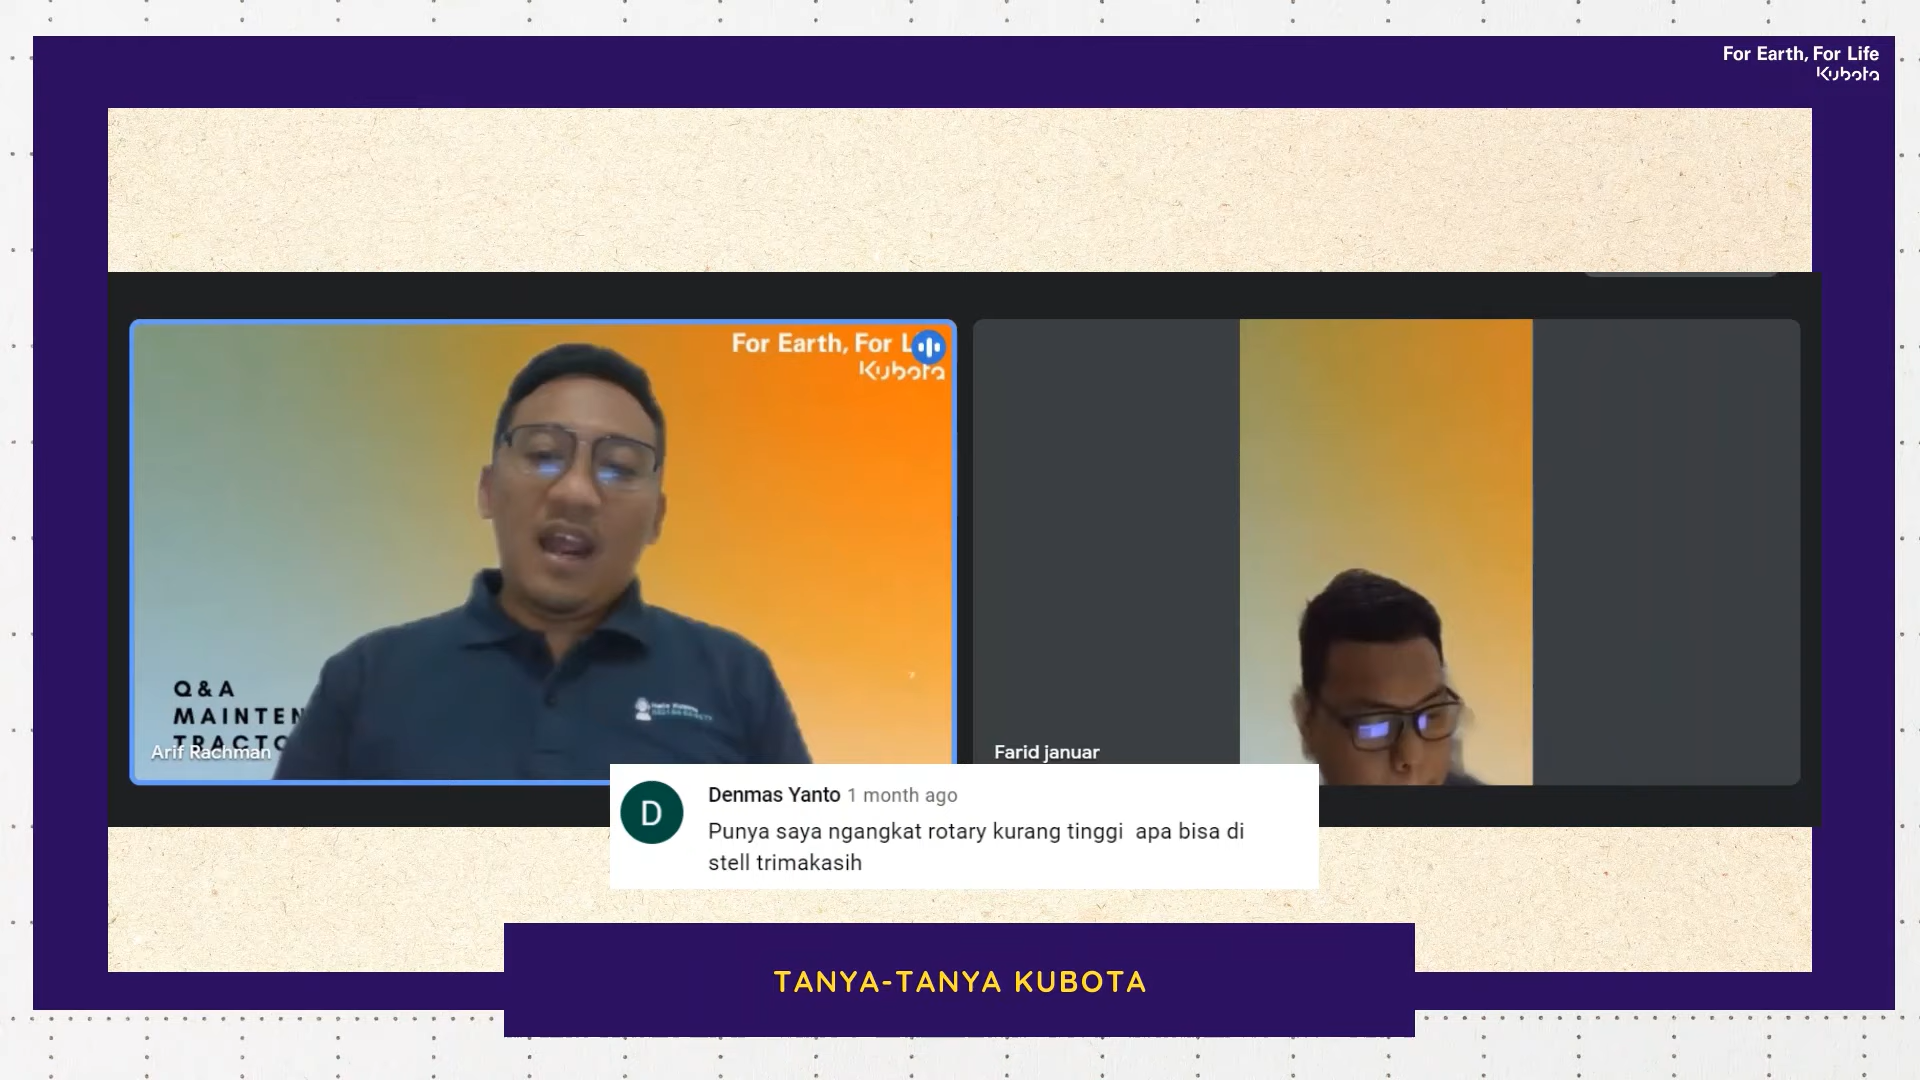 For Earth, For Life
Kubota
For Earth, For L
Kubota
Q&A
MAINTEN
TRACTO
Arif Rachman
Farid januar
Denmas Yanto 1 month ago
Punya saya ngangkat rotary kurang tinggi apa bisa di
stell trimakasih
TANYA-TANYA KUBOTA